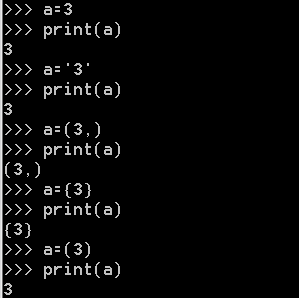 >>> a=3
>>> print(a)
3
>>> a='3'
>>> print(a)
3
>>> a=(3,)
>>> print(a)
(3,)
>>> a={3}
>>> print(a)
{3}
>>> a=(3)
>>> print(a)
3